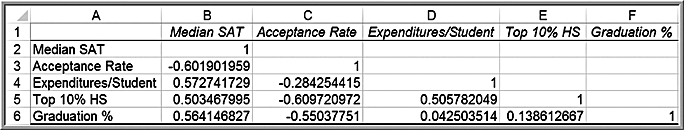 A B C D E F
1 Median SAT Acceptance Rate Expenditures/Student Top 10% HS Graduation %
2 Median SAT 1
3 Acceptance Rate -0.601901959 1
4 Expenditures/Student 0.572741729 -0.284254415 1
5 Top 10% HS 0.503467995 -0.609720972 0.505782049 1
6 Graduation % 0.564146827 -0.55037751 0.042503514 0.138612667 1